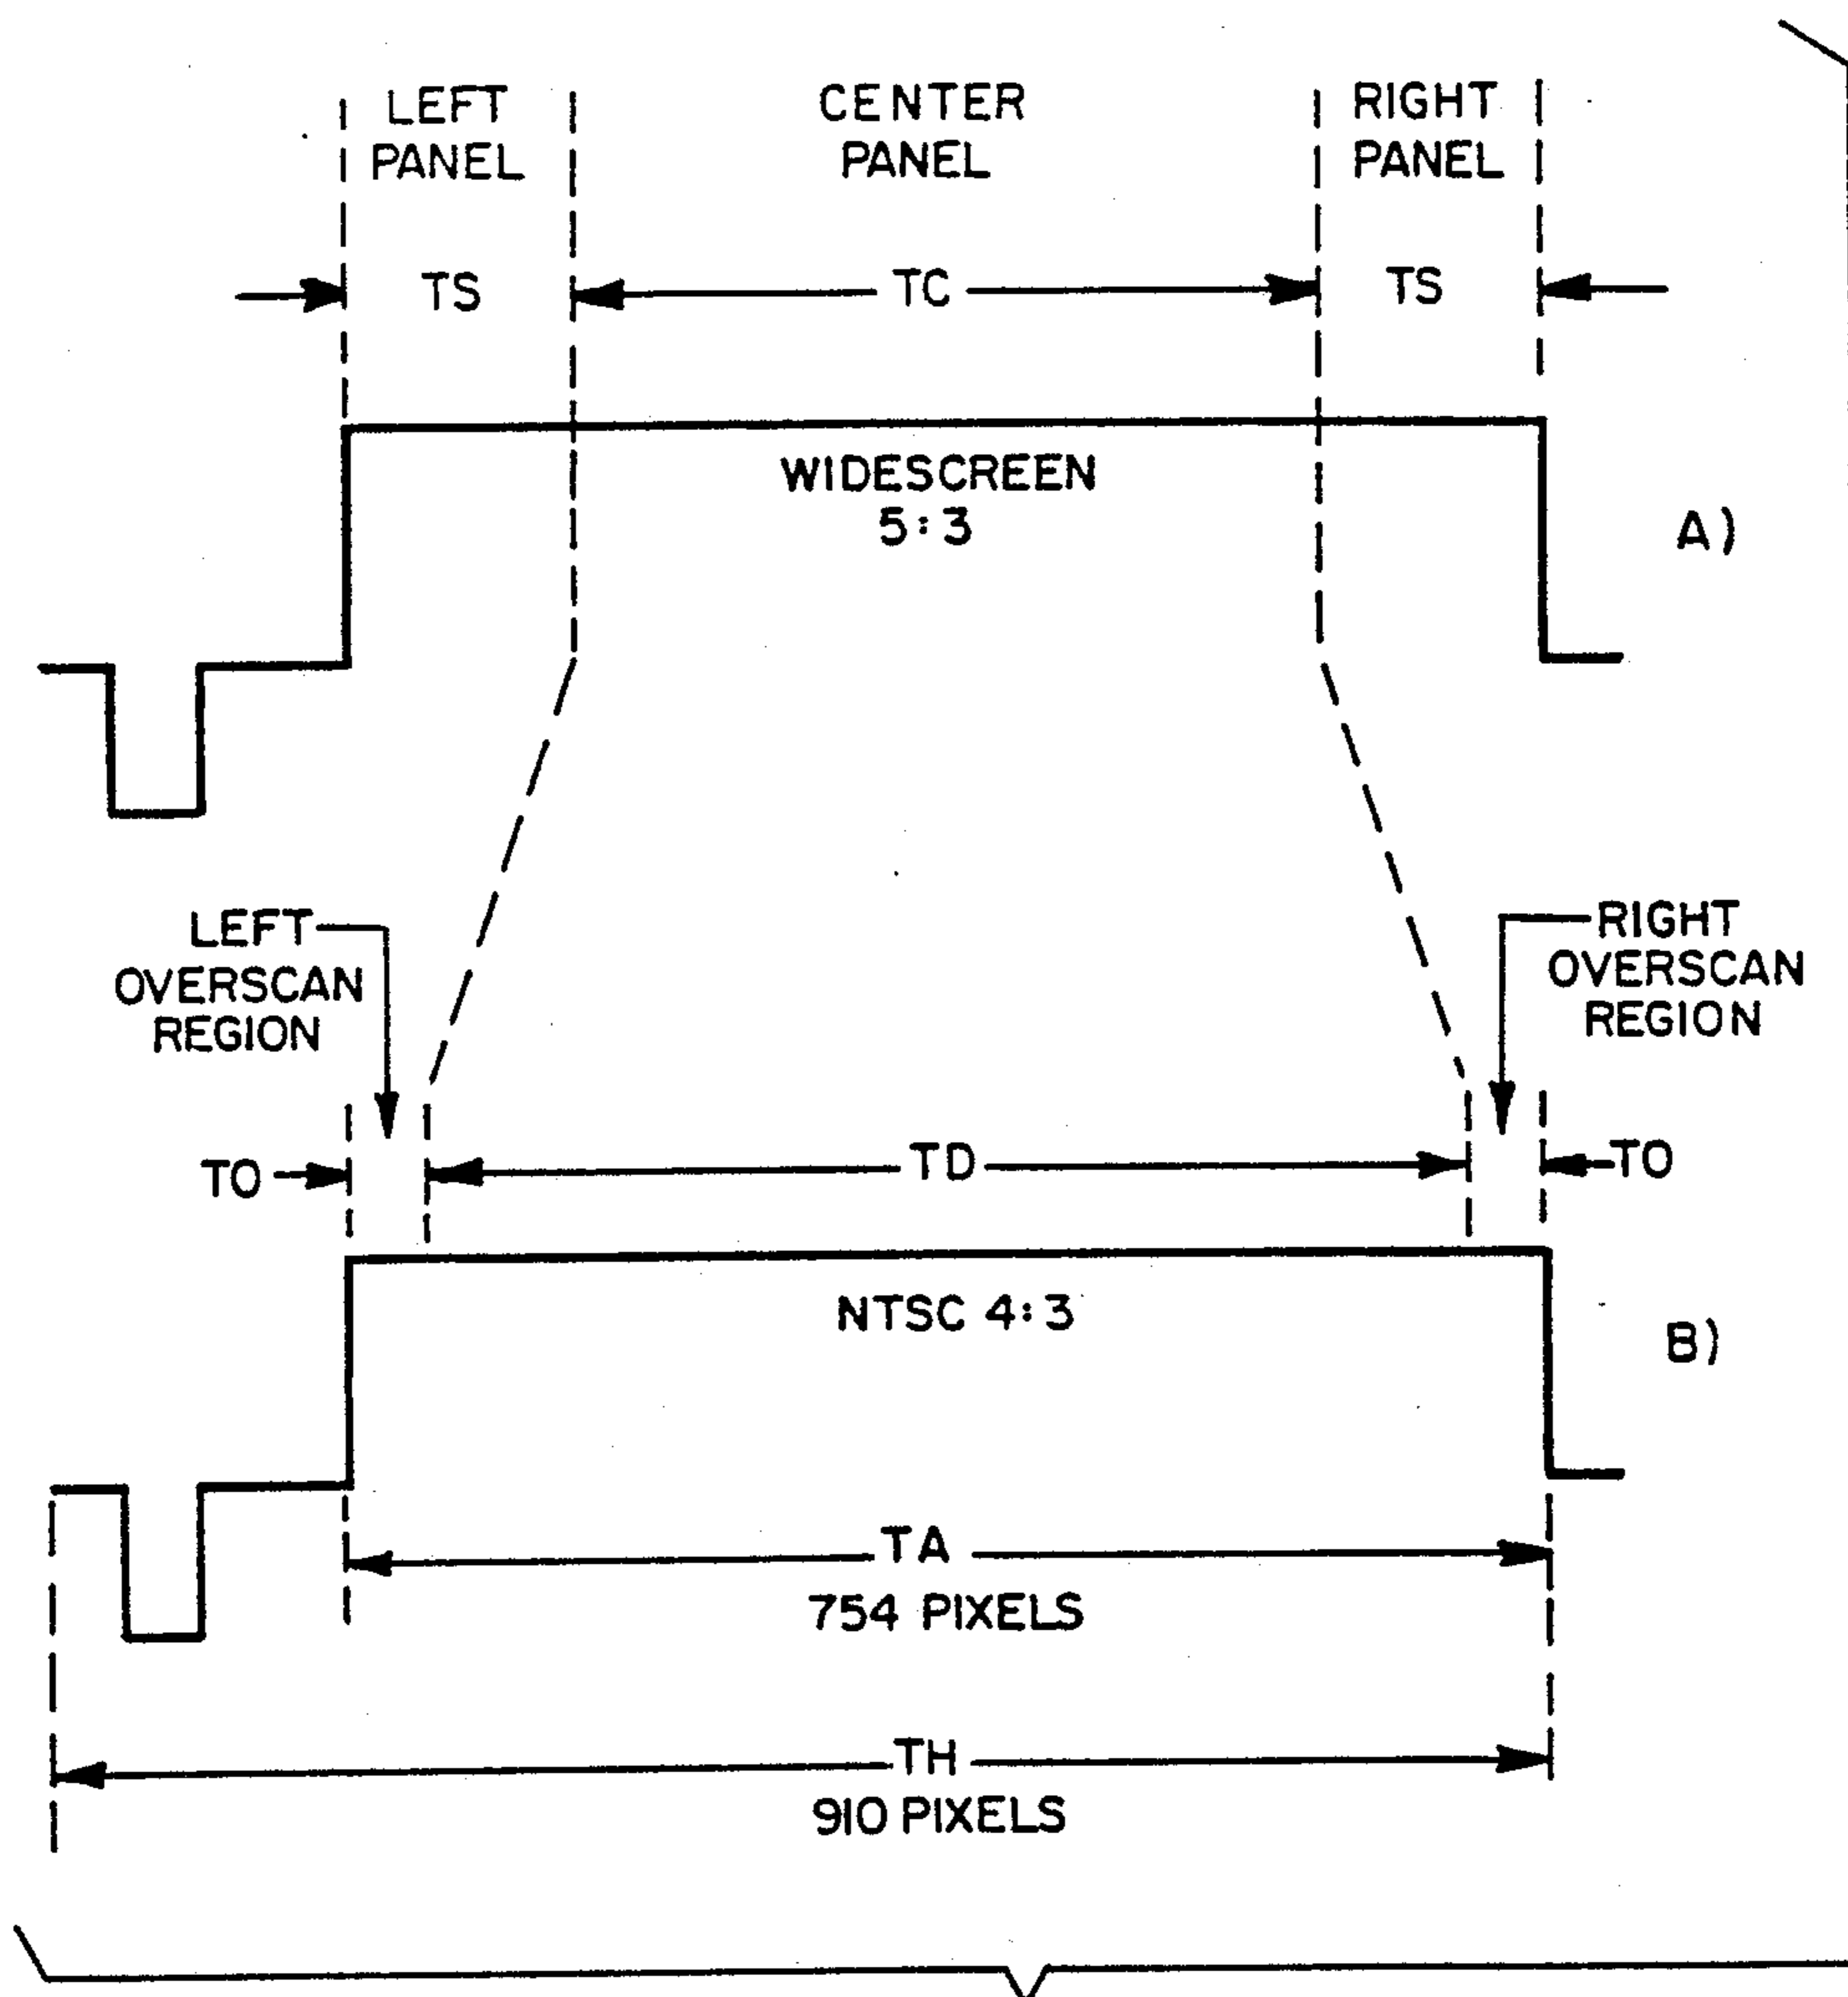 LEFT
PANEL
CENTER
PANEL
RIGHT
PANEL
TS
TC
TS
WIDESCREEN
5:3
A)
LEFT
OVERSCAN
REGION
RIGHT
OVERSCAN
REGION
TO
TD
TO
NTSC 4:3
B)
TA
754 PIXELS
TH
910 PIXELS